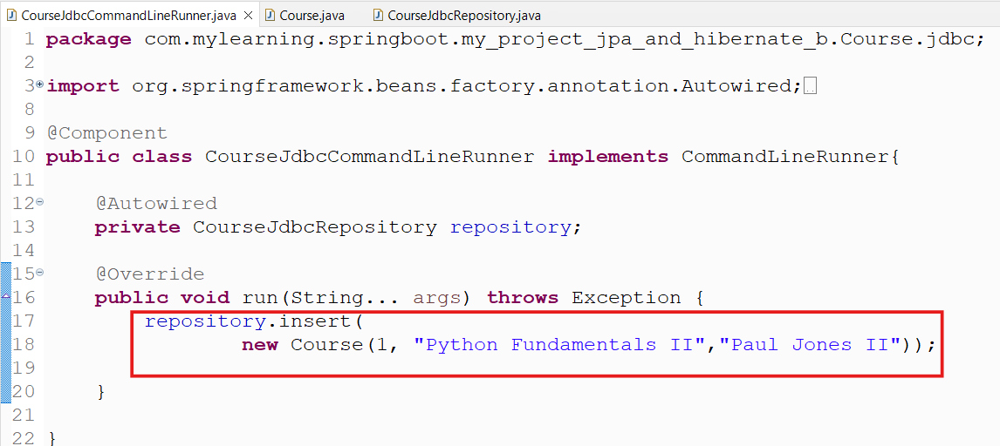 CourseJdbcCommandLineRunner.java Course.java CourseJdbcRepository.java
1 package com.mylearning.springboot.my_project_jpa_and_hibernate_b.Course.jdbc;
2
3 import org.springframework.beans.factory.annotation.Autowired;
8
9 @Component
10 public class CourseJdbcCommandLineRunner implements CommandLineRunner{
11
12 @Autowired
13 private CourseJdbcRepository repository;
14
15 @Override
16 public void run(String... args) throws Exception {
17 repository.insert(
18 new Course(1, "Python Fundamentals II","Paul Jones II"));
19
20 }
21
22 }